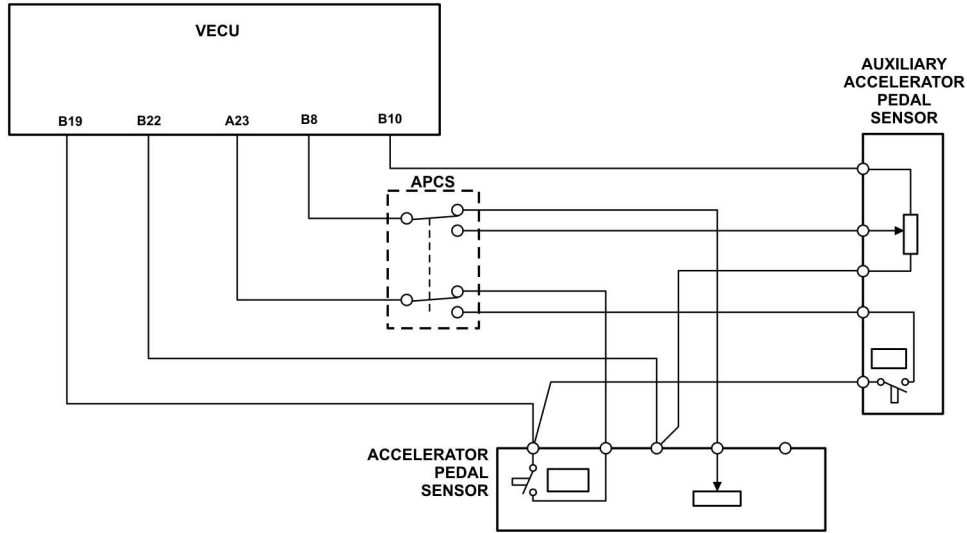 VECU
B19
B22
A23
B8
B10
AUXILIARY
ACCELERATOR
PEDAL
SENSOR
APCS
ACCELERATOR
PEDAL
SENSOR